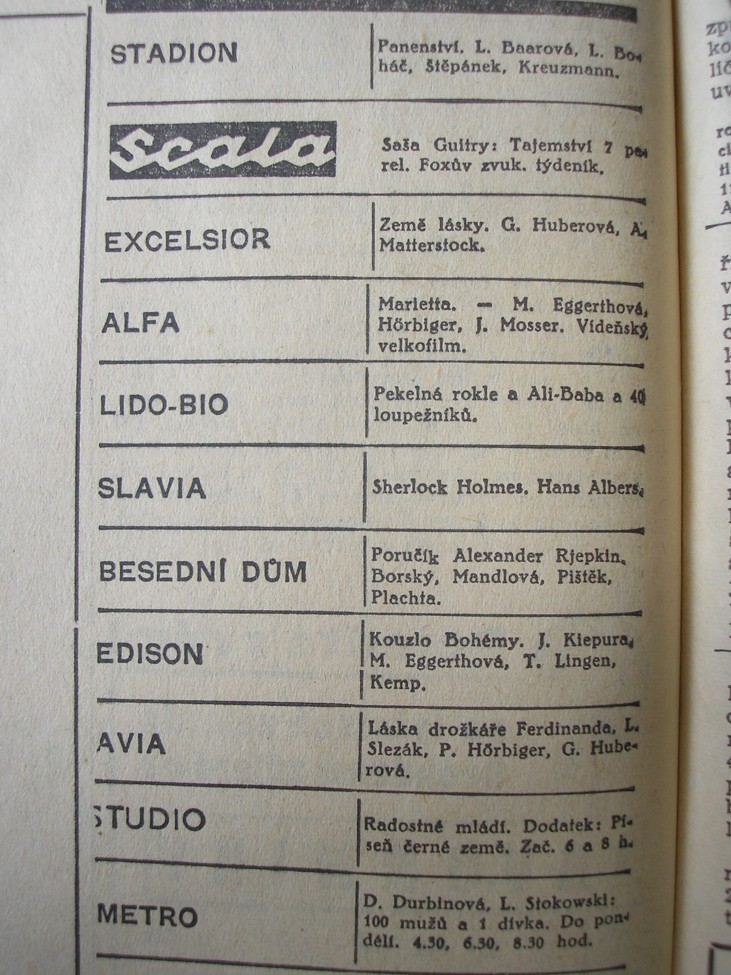 STADION
Panenství. L. Baarová, L. Bo-
háč, Štěpánek, Kreuzmann.
Scala
Saša Guitry: Tajemství 7 pe-
rel. Foxův zvuk. týdeník.
EXCELSIOR
Země lásky. G. Huberová, A.
Matterstock.
ALFA
Marietta. — M. Eggerthová,
Hörbiger, J. Mosser. Vídeňský
velkofilm.
LIDO-BIO
Pekelná rokle a Ali-Baba a 40
loupežníků.
SLAVIA
Sherlock Holmes. Hans Albers.
BESEDNÍ DŮM
Poručík Alexander Rjepkin.
Borský, Mandlová, Pištěk,
Plachta.
EDISON
Kouzlo Bohémy. J. Kiepura,
M. Eggerthová, T. Lingen,
Kemp.
AVIA
Láska drožkáře Ferdinanda, L.
Slezák, P. Hörbiger, G. Hube-
rová.
STUDIO
Radostné mládí. Dodatek: Pí-
seň černé země. Zač. 6 a 8 h.
METRO
D. Durbinová, L. Stokowski:
100 mužů a 1 dívka. Do pon-
dělí. 4.30, 6.30, 8.30 hod.